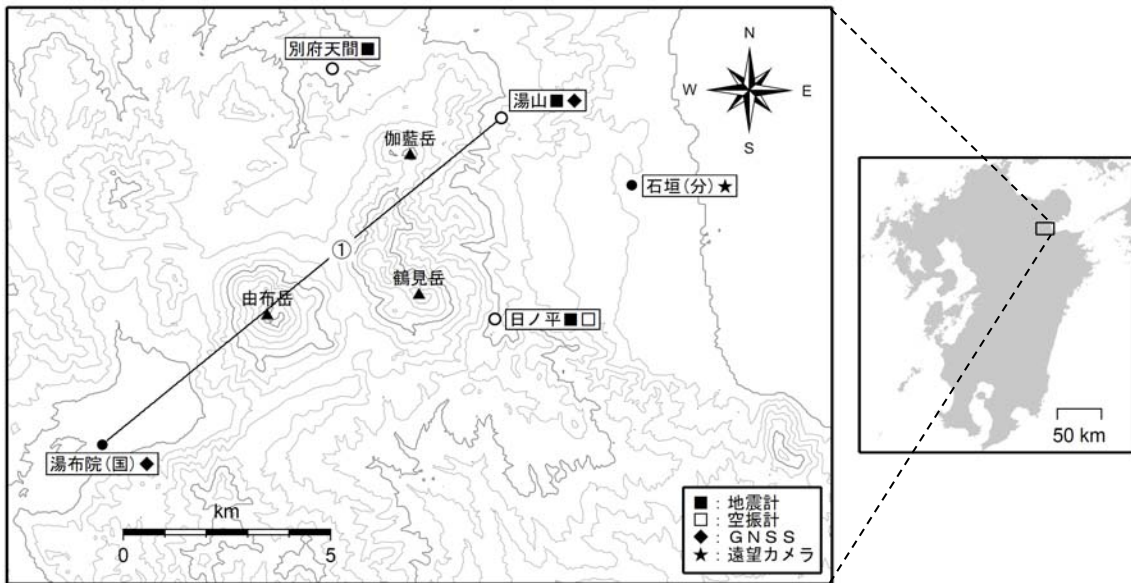 別府天間■
N
W
E
S
湯山■◆
伽藍岳
石垣(分)★
①
鶴見岳
由布岳
日ノ平■□
湯布院(国)◆
km
0 5
■：地震計
□：空振計
◆：GNSS
★：遠望カメラ
50 km